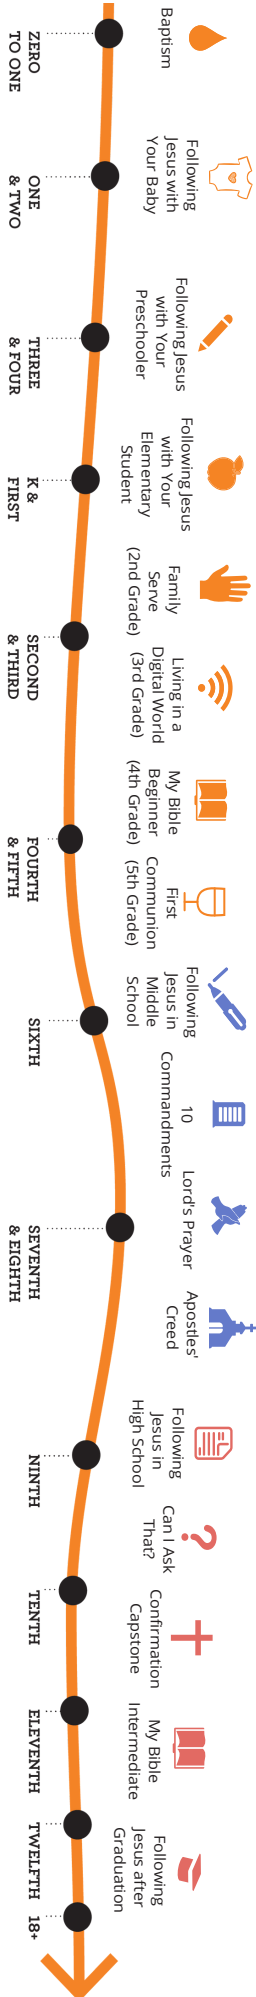 Baptism
Following
Jesus with
Your Baby
Following Jesus
with Your
Preschooler
Following Jesus
with Your
Elementary
Student
Family
Serve
(2nd Grade)
Living in a
Digital World
(3rd Grade)
My Bible
Beginner
(4th Grade)
First
Communion
(5th Grade)
Following
Jesus in
Middle
School
10
Commandments
Lord's Prayer
Apostles'
Creed
Following
Jesus in
High School
Can I Ask
That?
Confirmation
Capstone
My Bible
Intermediate
Following
Jesus after
Graduation
ZERO
TO ONE
ONE
& TWO
THREE
& FOUR
K &
FIRST
SECOND
& THIRD
FOURTH
& FIFTH
SIXTH
SEVENTH
& EIGHTH
NINTH
TENTH
ELEVENTH
TWELFTH
18+